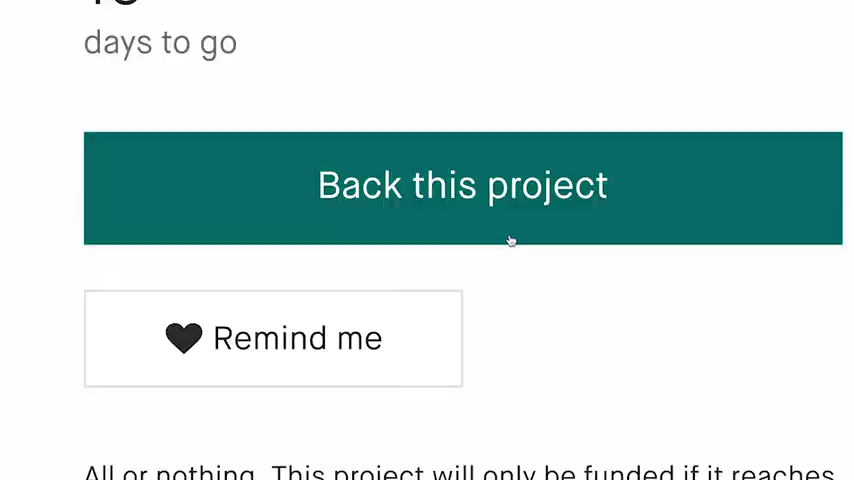 days to go
Back this project
Remind me
All or nothing. This project will only be funded if it reaches